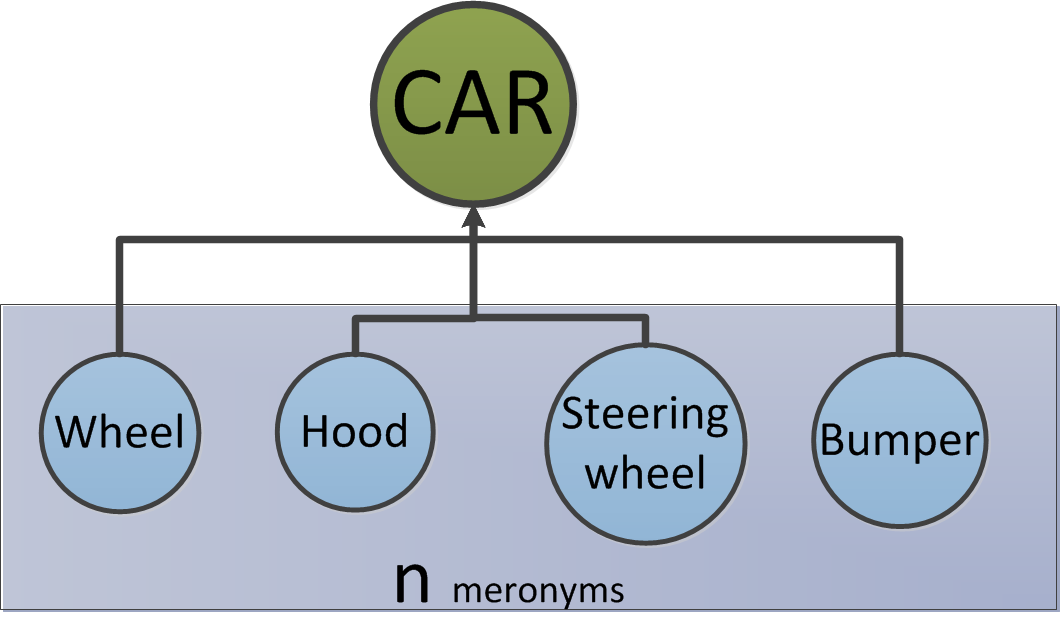 CAR
Wheel
Hood
Steering
wheel
Bumper
n meronyms